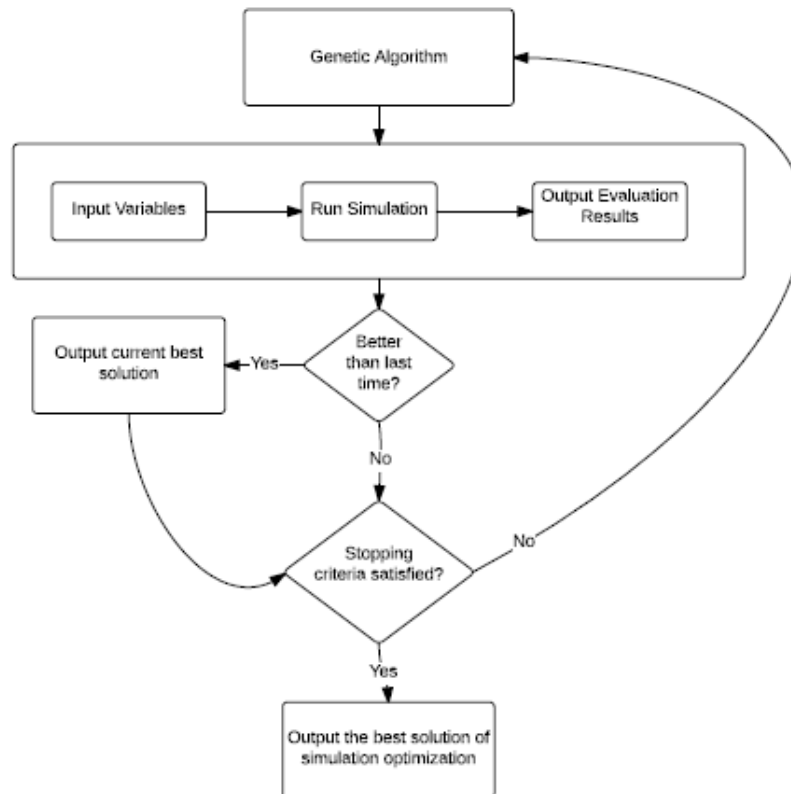 Genetic Algorithm
Input Variables
Run Simulation
Output Evaluation
Results
Better
than last
time?
Yes
Output current best
solution
No
Stopping
criteria satisfied?
No
Yes
Output the best solution of
simulation optimization